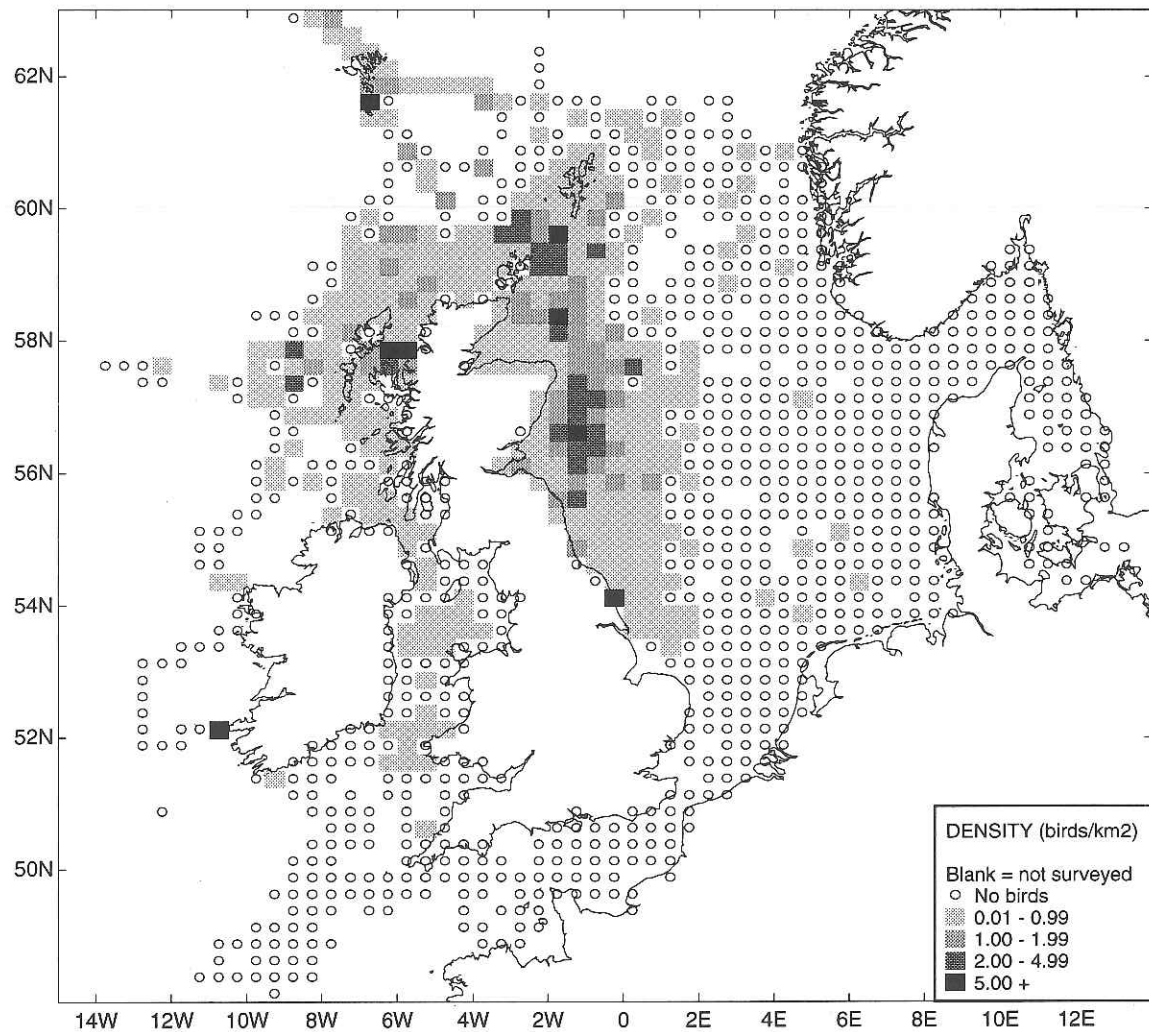 62N
60N
58N
56N
54N
52N
50N
DENSITY (birds/km2)
Blank = not surveyed
No birds
0.01 - 0.99
1.00 - 1.99
2.00 - 4.99
5.00 +
14W 12W 10W 8W 6W 4W 2W 0 2E 4E 6E 8E 10E 12E